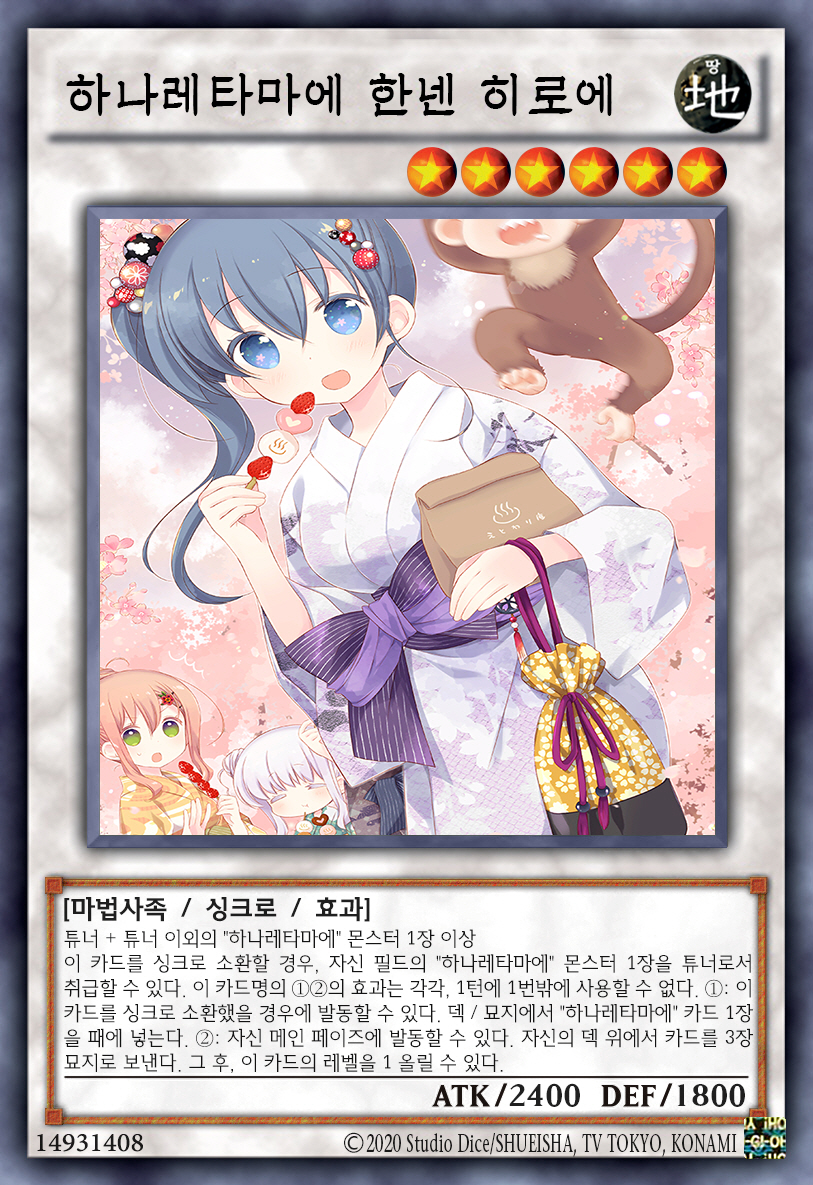 하나레타마에 한넨 히로에
땅
地
えとわり庵
[마법사족 / 싱크로 / 효과]
튜너 + 튜너 이외의 "하나레타마에" 몬스터 1장 이상
이 카드를 싱크로 소환할 경우, 자신 필드의 "하나레타마에" 몬스터 1장을 튜너로서
취급할 수 있다. 이 카드명의 ①②의 효과는 각각, 1턴에 1번밖에 사용할 수 없다. ①: 이
카드를 싱크로 소환했을 경우에 발동할 수 있다. 덱 / 묘지에서 "하나레타마에" 카드 1장
을 패에 넣는다. ②: 자신 메인 페이즈에 발동할 수 있다. 자신의 덱 위에서 카드를 3장
묘지로 보낸다. 그 후, 이 카드의 레벨을 1 올릴 수 있다.
ATK/2400 DEF/1800
14931408
©2020 Studio Dice/SHUEISHA, TV TOKYO, KONAMI